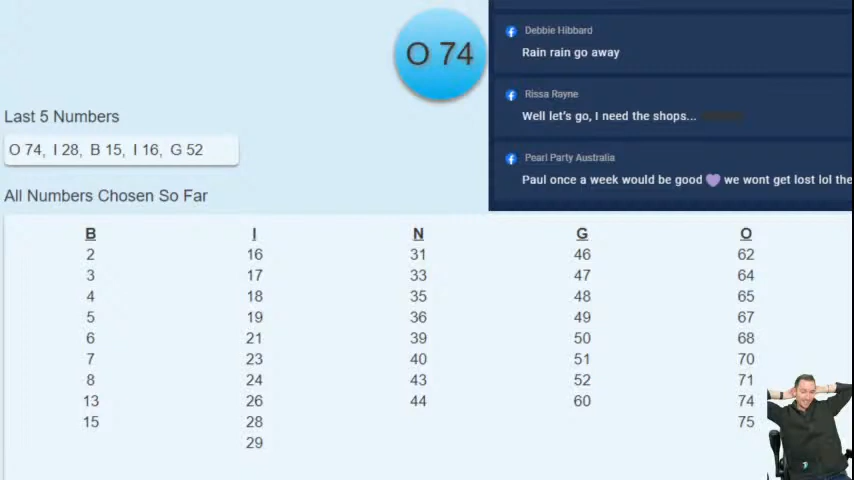 O 74
Debbie Hibbard
Rain rain go away
Rissa Rayne
Well let's go, I need the shops...
Pearl Party Australia
Paul once a week would be good 💜 we wont get lost lol the
Last 5 Numbers
O 74, I 28, B 15, I 16, G 52
All Numbers Chosen So Far
B I N G O
2 16 31 46 62
3 17 33 47 64
4 18 35 48 65
5 19 36 49 67
6 21 39 50 68
7 23 40 51 70
8 24 43 52 71
13 26 44 60 74
15 28 75
29